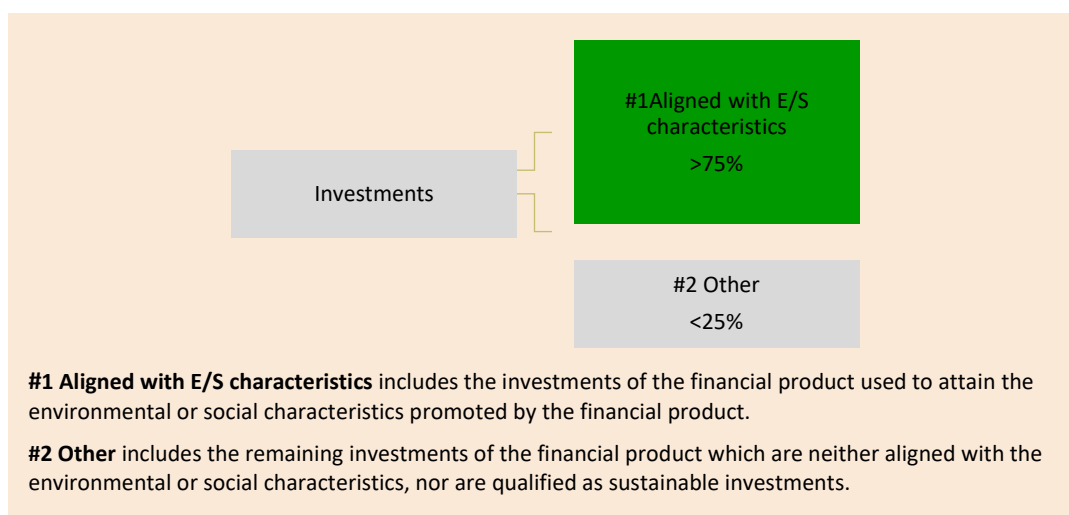 #1Aligned with E/S
characteristics
>75%
Investments
#2 Other
<25%
#1 Aligned with E/S characteristics includes the investments of the financial product used to attain the
environmental or social characteristics promoted by the financial product.
#2 Other includes the remaining investments of the financial product which are neither aligned with the
environmental or social characteristics, nor are qualified as sustainable investments.